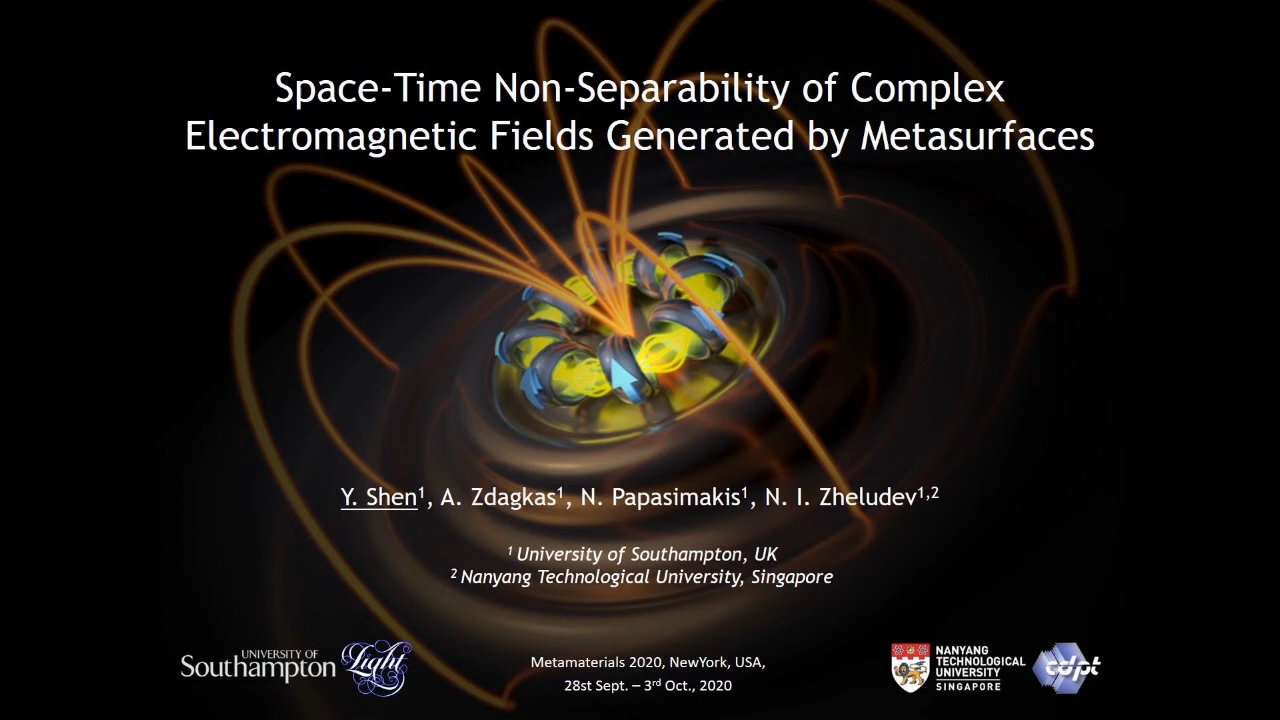 Space-Time Non-Separability of Complex
Electromagnetic Fields Generated by Metasurfaces
Y. Shen¹, A. Zdagkas¹, N. Papasimakis¹, N. I. Zheludev¹,²
¹ University of Southampton, UK
² Nanyang Technological University, Singapore
UNIVERSITY OF
Southampton
Light
Metamaterials 2020, NewYork, USA,
28st Sept. – 3rd Oct., 2020
NANYANG
TECHNOLOGICAL
UNIVERSITY
SINGAPORE
cdpt